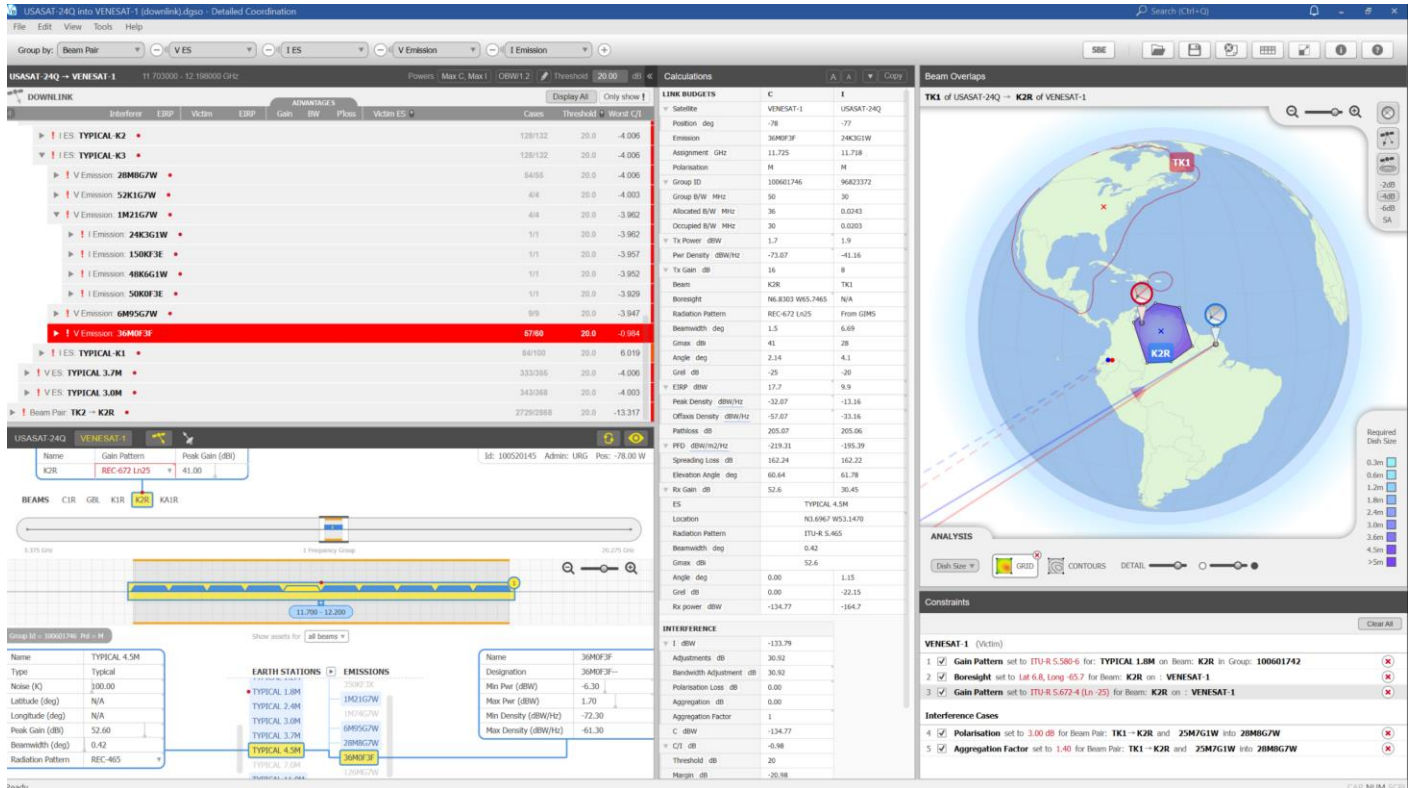 USASAT-24Q into VENESAT-1 (downlink).dgso - Detailed Coordination
Search (Ctrl+Q)
File Edit View Tools Help
Group by: Beam Pair V ES I ES V Emission I Emission
SBE
USASAT-24Q → VENESAT-1 11.703000 - 12.198000 GHz Powers Max C, Max I OBW/1.2 Threshold 20.00 dB
DOWNLINK Display All Only show !
ADVANTAGES
Interferer EIRP Victim EIRP Gain BW Ploss Victim ES Cases Threshold Worst C/I
! I ES: TYPICAL-K2 128/132 20.0 -4.006
! I ES: TYPICAL-K3 128/132 20.0 -4.006
! V Emission: 28M8G7W 54/55 20.0 -4.006
! V Emission: 52K1G7W 4/4 20.0 -4.003
! V Emission: 1M21G7W 4/4 20.0 -3.962
! I Emission: 24K3G1W 1/1 20.0 -3.962
! I Emission: 150KF3E 1/1 20.0 -3.957
! I Emission: 48K6G1W 1/1 20.0 -3.952
! I Emission: 50K0F3E 1/1 20.0 -3.929
! V Emission: 6M95G7W 9/9 20.0 -3.947
! V Emission: 36M0F3F 67/60 20.0 -0.984
! I ES: TYPICAL-K1 84/100 20.0 6.019
! V ES: TYPICAL 3.7M 333/365 20.0 -4.006
! V ES: TYPICAL 3.0M 343/368 20.0 -4.003
! Beam Pair: TK2 → K2R 2729/2868 20.0 -13.317
USASAT-24Q VENESAT-1
Name Gain Pattern Peak Gain (dBi)
K2R REC-672 Ln25 41.00
Id: 100520145 Admin: URG Pos: -78.00 W
BEAMS C1R GBL K1R K2R KA1R
3.375 GHz 1 Frequency Group 20.275 GHz
1
11.700 - 12.200
Group Id = 100601746 Pol = M
Show assets for all beams
Name TYPICAL 4.5M
Type Typical
Noise (K) 100.00
Latitude (deg) N/A
Longitude (deg) N/A
Peak Gain (dBi) 52.60
Beamwidth (deg) 0.42
Radiation Pattern REC-465
EARTH STATIONS EMISSIONS
TYPICAL 1.8M
TYPICAL 2.4M
TYPICAL 3.0M
TYPICAL 3.7M
TYPICAL 4.5M
TYPICAL 7.0M
1M21G7W
6M95G7W
28M8G7W
36M0F3F
Name 36M0F3F
Designation 36M0F3F--
Min Pwr (dBW) -6.30
Max Pwr (dBW) 1.70
Min Density (dBW/Hz) -72.30
Max Density (dBW/Hz) -61.30
Calculations A A Copy
LINK BUDGETS C I
Satellite VENESAT-1 USASAT-24Q
Position deg -78 -77
Emission 36M0F3F 24K3G1W
Assignment GHz 11.725 11.718
Polarisation M M
Group ID 100601746 96823372
Group B/W MHz 50 30
Allocated B/W MHz 36 0.0243
Occupied B/W MHz 30 0.0203
Tx Power dBW 1.7 1.9
Pwr Density dBW/Hz -73.07 -41.16
Tx Gain dB 16 8
Beam K2R TK1
Boresight N6.8303 W65.7465 N/A
Radiation Pattern REC-672 Ln25 From GIMS
Beamwidth deg 1.5 6.69
Gmax dBi 41 28
Angle deg 2.14 4.1
Grel dB -25 -20
EIRP dBW 17.7 9.9
Peak Density dBW/Hz -32.07 -13.16
Offaxis Density dBW/Hz -57.07 -33.16
Pathloss dB 205.07 205.06
PFD dBW/m2/Hz -219.31 -195.39
Spreading Loss dB 162.24 162.22
Elevation Angle deg 60.64 61.78
Rx Gain dB 52.6 30.45
ES TYPICAL 4.5M
Location N3.6967 W53.1470
Radiation Pattern ITU-R S.465
Beamwidth deg 0.42
Gmax dB 52.6
Angle deg 0.00 1.15
Grel dB 0.00 -22.15
Rx power dBW -134.77 -164.7
INTERFERENCE
I dBW -133.79
Adjustments dB 30.92
Bandwidth Adjustment dB 30.92
Polarisation Loss dB 0.00
Aggregation dB 0.00
Aggregation Factor 1
C dBW -134.77
C/I dB -0.98
Threshold dB 20
Margin dB -20.98
Beam Overlaps
TK1 of USASAT-24Q → K2R of VENESAT-1
TK1
K2R
-2dB
-4dB
-6dB
SA
Required
Dish Size
0.3m
0.6m
1.2m
1.8m
2.4m
3.0m
3.6m
4.5m
>5m
ANALYSIS
Dish Size GRID CONTOURS DETAIL
Constraints
Clear All
VENESAT-1 (Victim)
1 Gain Pattern set to ITU-R S.580-6 for: TYPICAL 1.8M on Beam: K2R in Group: 100601742
2 Boresight set to Lat 6.8, Long -65.7 for Beam: K2R on : VENESAT-1
3 Gain Pattern set to ITU-R S.672-4 (Ln -25) for Beam: K2R on : VENESAT-1
Interference Cases
4 Polarisation set to 3.00 dB for Beam Pair: TK1→K2R and 25M7G1W into 28M8G7W
5 Aggregation Factor set to 1.40 for Beam Pair: TK1→K2R and 25M7G1W into 28M8G7W
Ready
CAP NUM SCRL